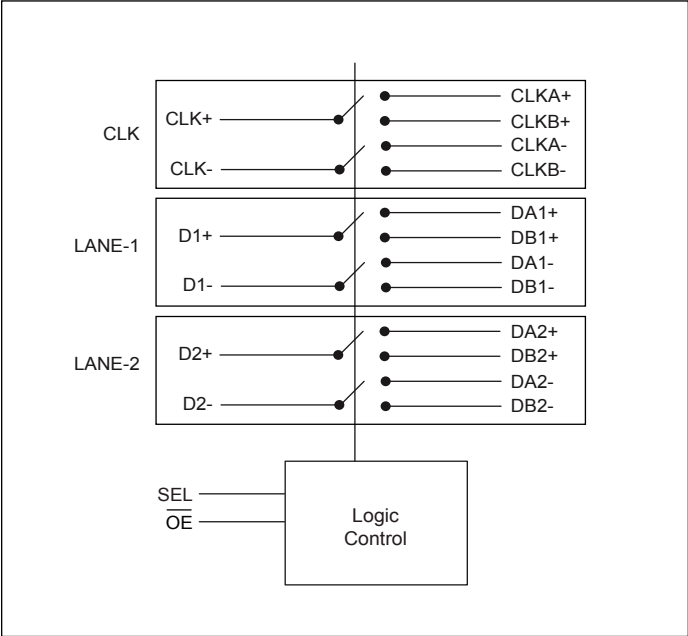 CLK
CLK+
CLK-
CLKA+
CLKB+
CLKA-
CLKB-
LANE-1
D1+
D1-
DA1+
DB1+
DA1-
DB1-
LANE-2
D2+
D2-
DA2+
DB2+
DA2-
DB2-
SEL
O̅E̅
Logic
Control